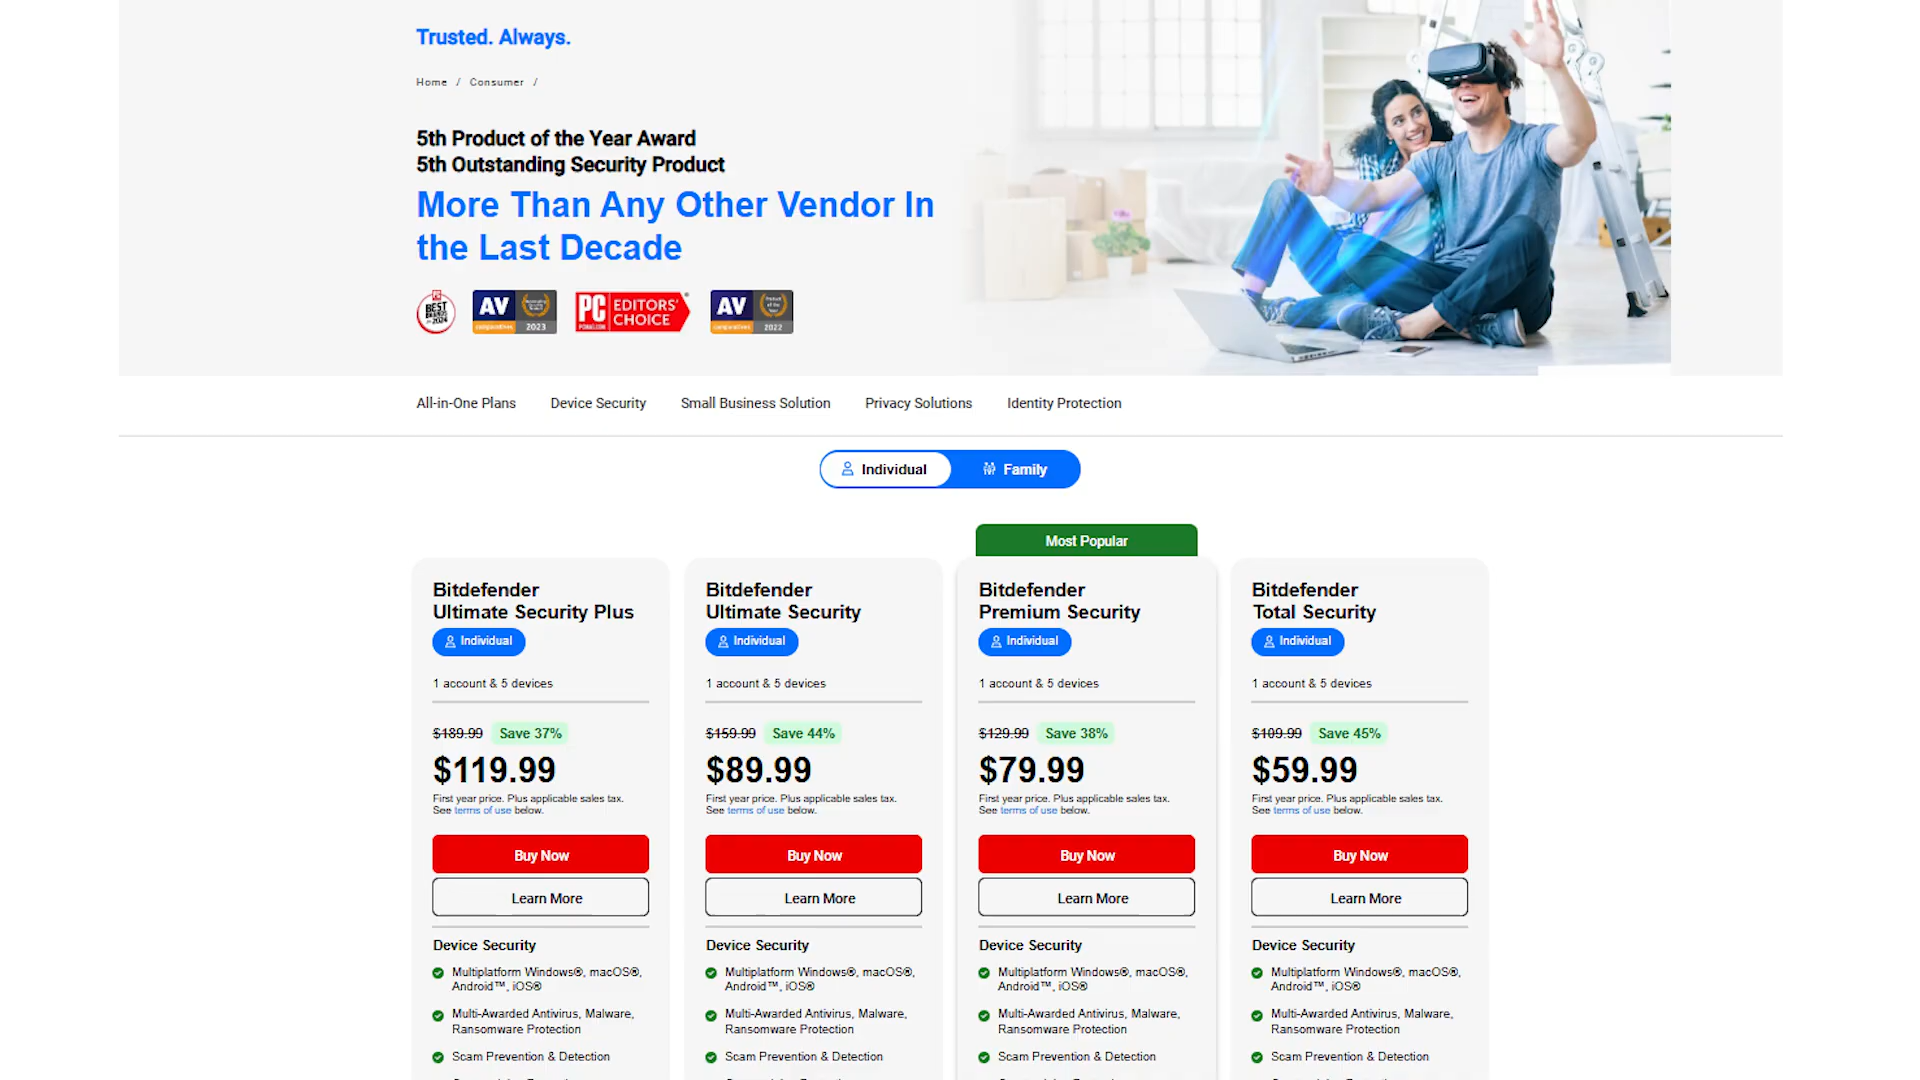 Trusted. Always.
Home / Consumer /
5th Product of the Year Award
5th Outstanding Security Product
More Than Any Other Vendor In
the Last Decade
BEST
BRANDS
2024
AV
comparatives 2023
PC EDITORS'
CHOICE
PCMAG.COM
AV
Product
of the
Year
comparatives 2022
All-in-One Plans Device Security Small Business Solution Privacy Solutions Identity Protection
Individual Family
Most Popular
Bitdefender
Ultimate Security Plus
Individual
1 account & 5 devices
$189.99 Save 37%
$119.99
First year price. Plus applicable sales tax.
See terms of use below.
Buy Now
Learn More
Device Security
Multiplatform Windows®, macOS®,
Android™, iOS®
Multi-Awarded Antivirus, Malware,
Ransomware Protection
Scam Prevention & Detection
Bitdefender
Ultimate Security
Individual
1 account & 5 devices
$159.99 Save 44%
$89.99
First year price. Plus applicable sales tax.
See terms of use below.
Buy Now
Learn More
Device Security
Multiplatform Windows®, macOS®,
Android™, iOS®
Multi-Awarded Antivirus, Malware,
Ransomware Protection
Scam Prevention & Detection
Bitdefender
Premium Security
Individual
1 account & 5 devices
$129.99 Save 38%
$79.99
First year price. Plus applicable sales tax.
See terms of use below.
Buy Now
Learn More
Device Security
Multiplatform Windows®, macOS®,
Android™, iOS®
Multi-Awarded Antivirus, Malware,
Ransomware Protection
Scam Prevention & Detection
Bitdefender
Total Security
Individual
1 account & 5 devices
$109.99 Save 45%
$59.99
First year price. Plus applicable sales tax.
See terms of use below.
Buy Now
Learn More
Device Security
Multiplatform Windows®, macOS®,
Android™, iOS®
Multi-Awarded Antivirus, Malware,
Ransomware Protection
Scam Prevention & Detection